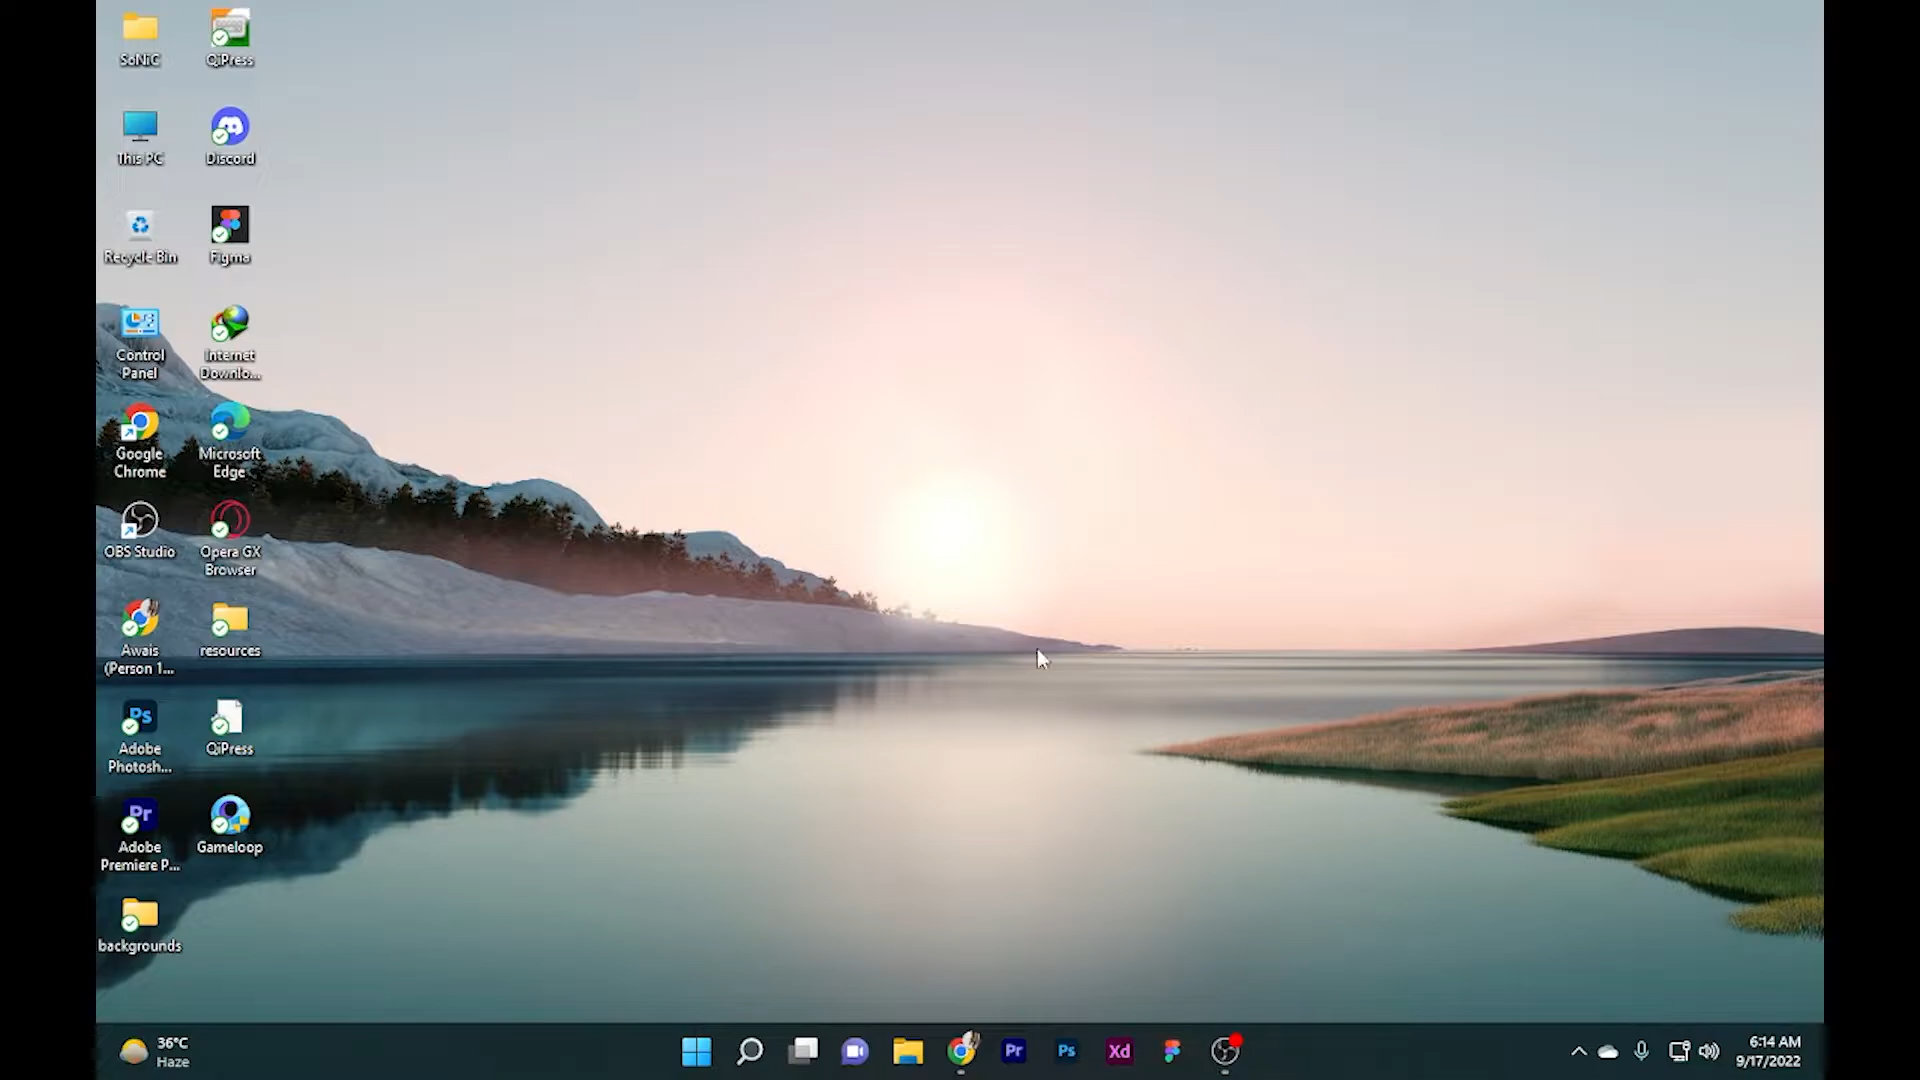 SoNiC
QiPress
This PC
Discord
Recycle Bin
Figma
Control
Panel
Internet
Downlo...
Google
Chrome
Microsoft
Edge
OBS Studio
Opera GX
Browser
Awais
(Person 1...
resources
Ps
Adobe
Photosh...
QiPress
Pr
Adobe
Premiere P...
Gameloop
backgrounds
36°C
Haze
Pr
Ps
Xd
6:14 AM
9/17/2022